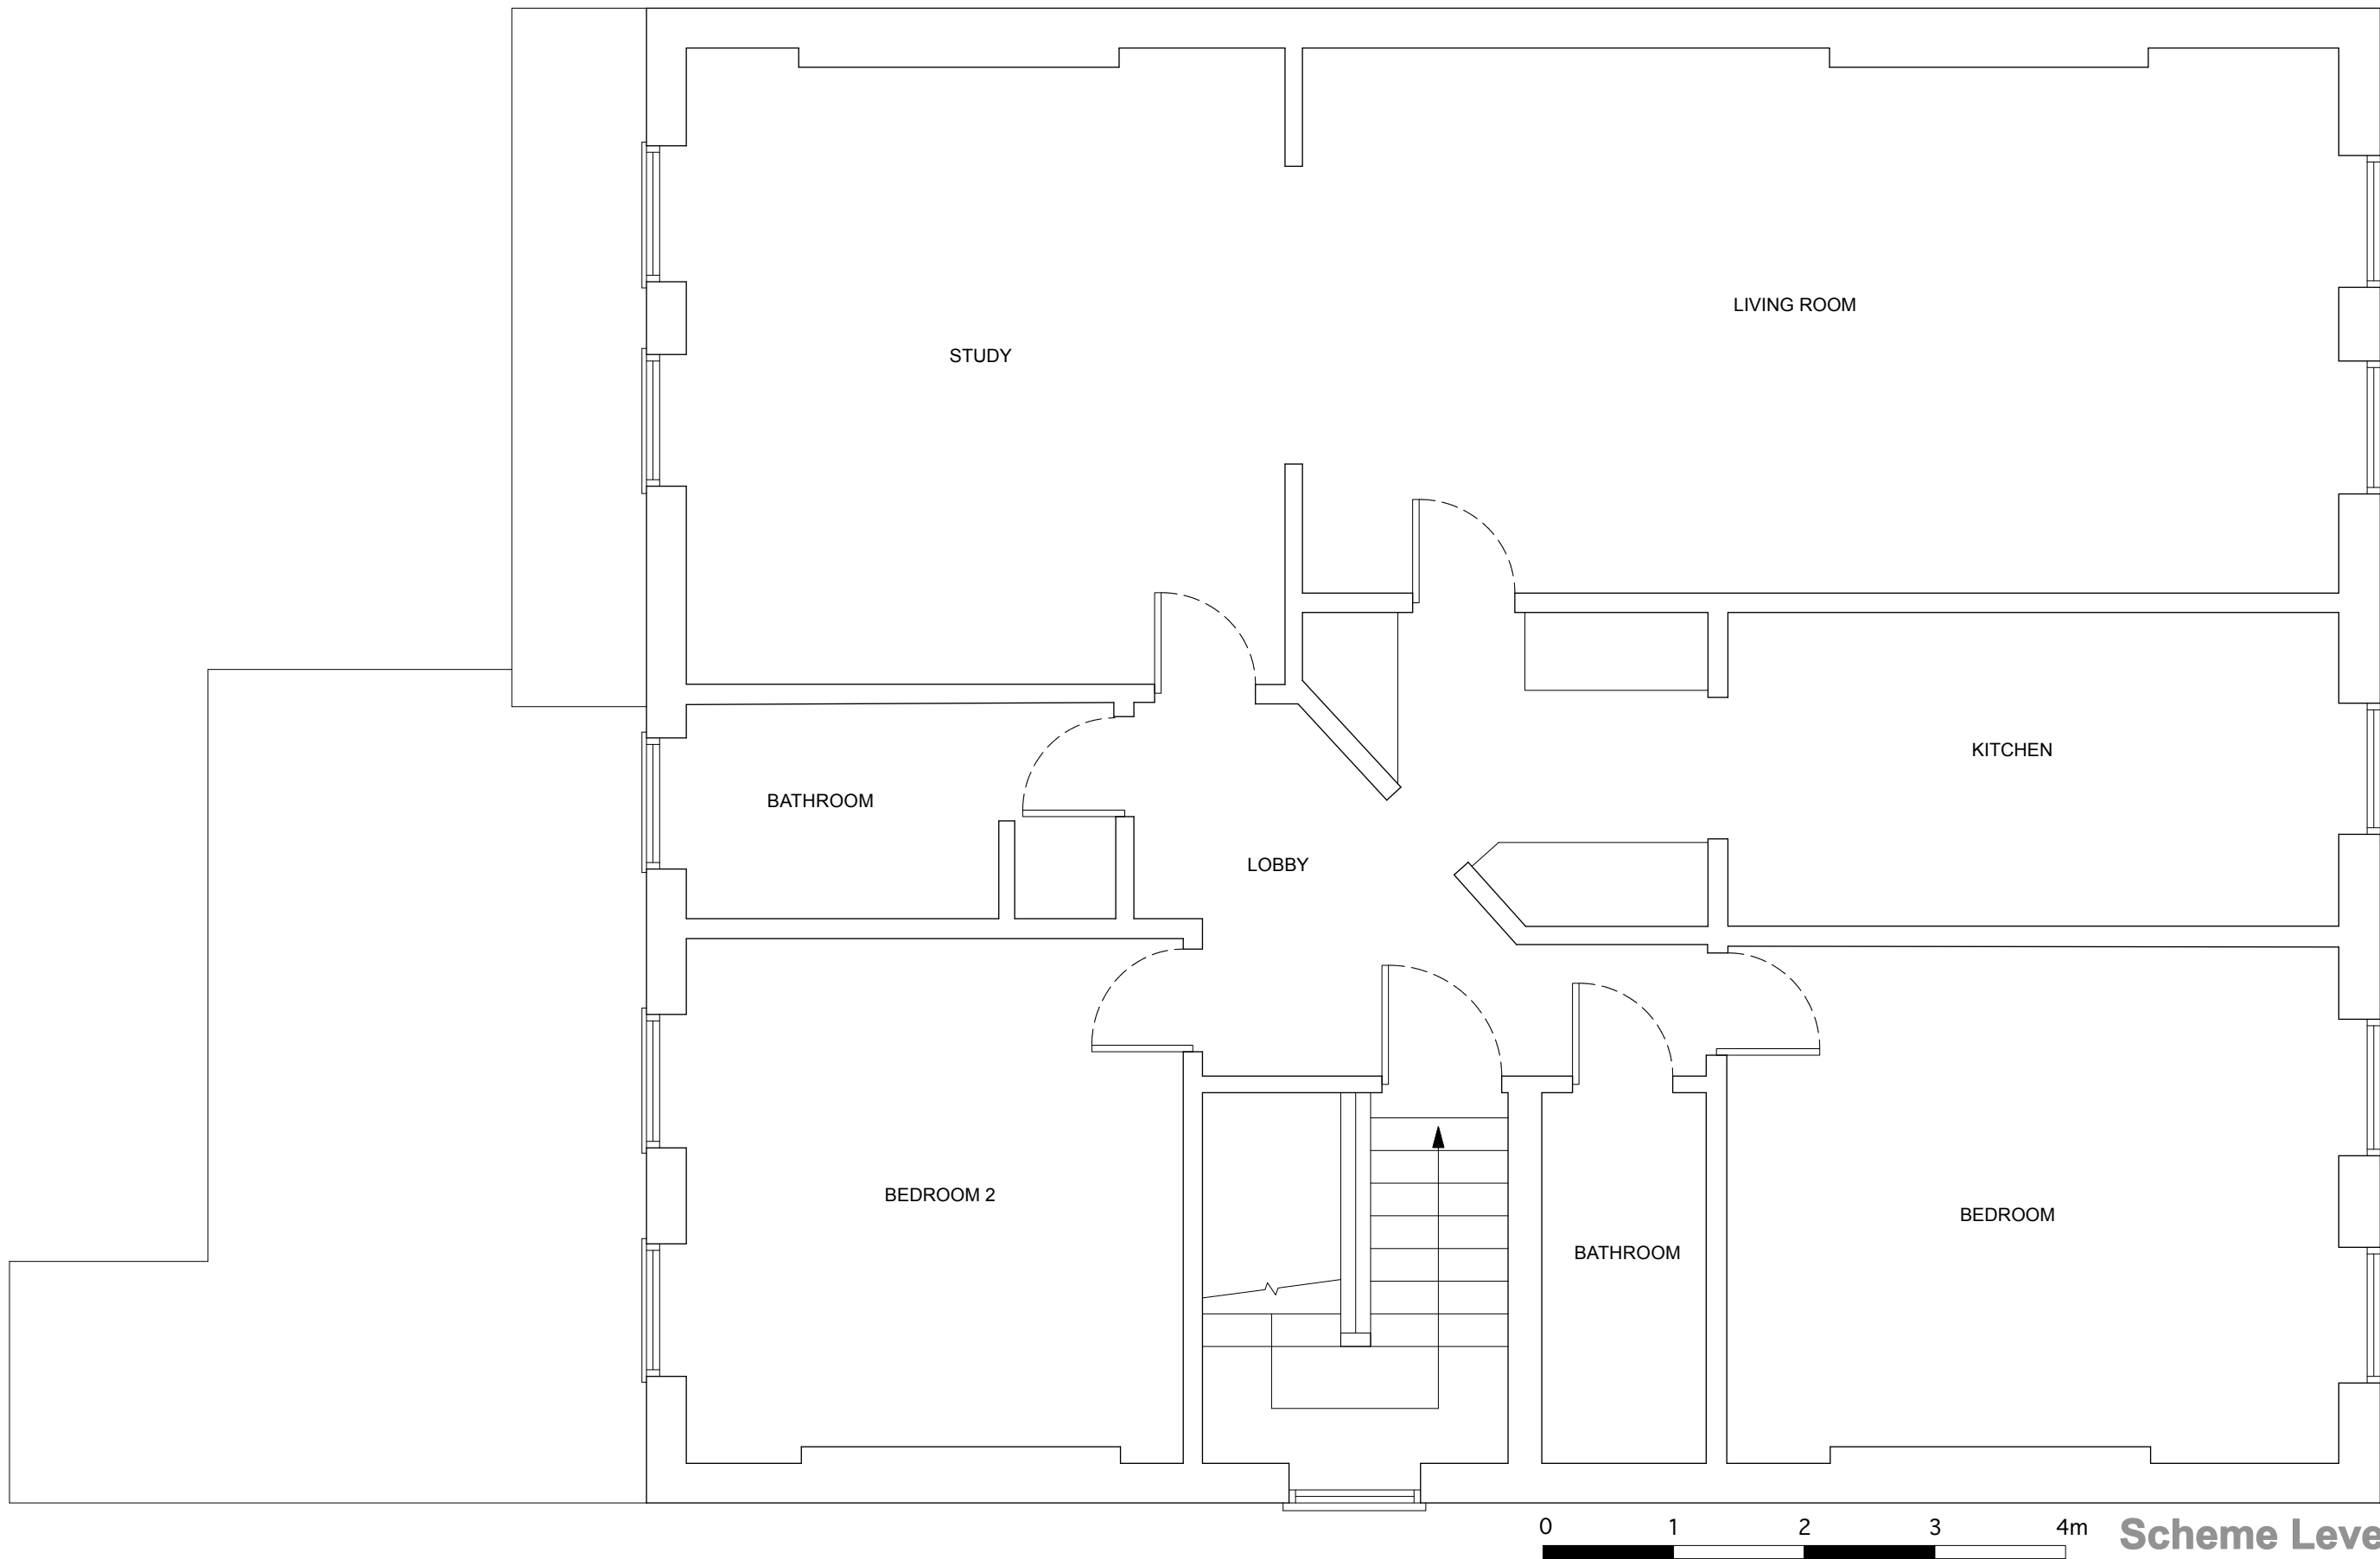 LIVING ROOM
STUDY
KITCHEN
BATHROOM
LOBBY
BEDROOM 2
BEDROOM
BATHROOM
0 1 2 3 4m
Scheme Leve